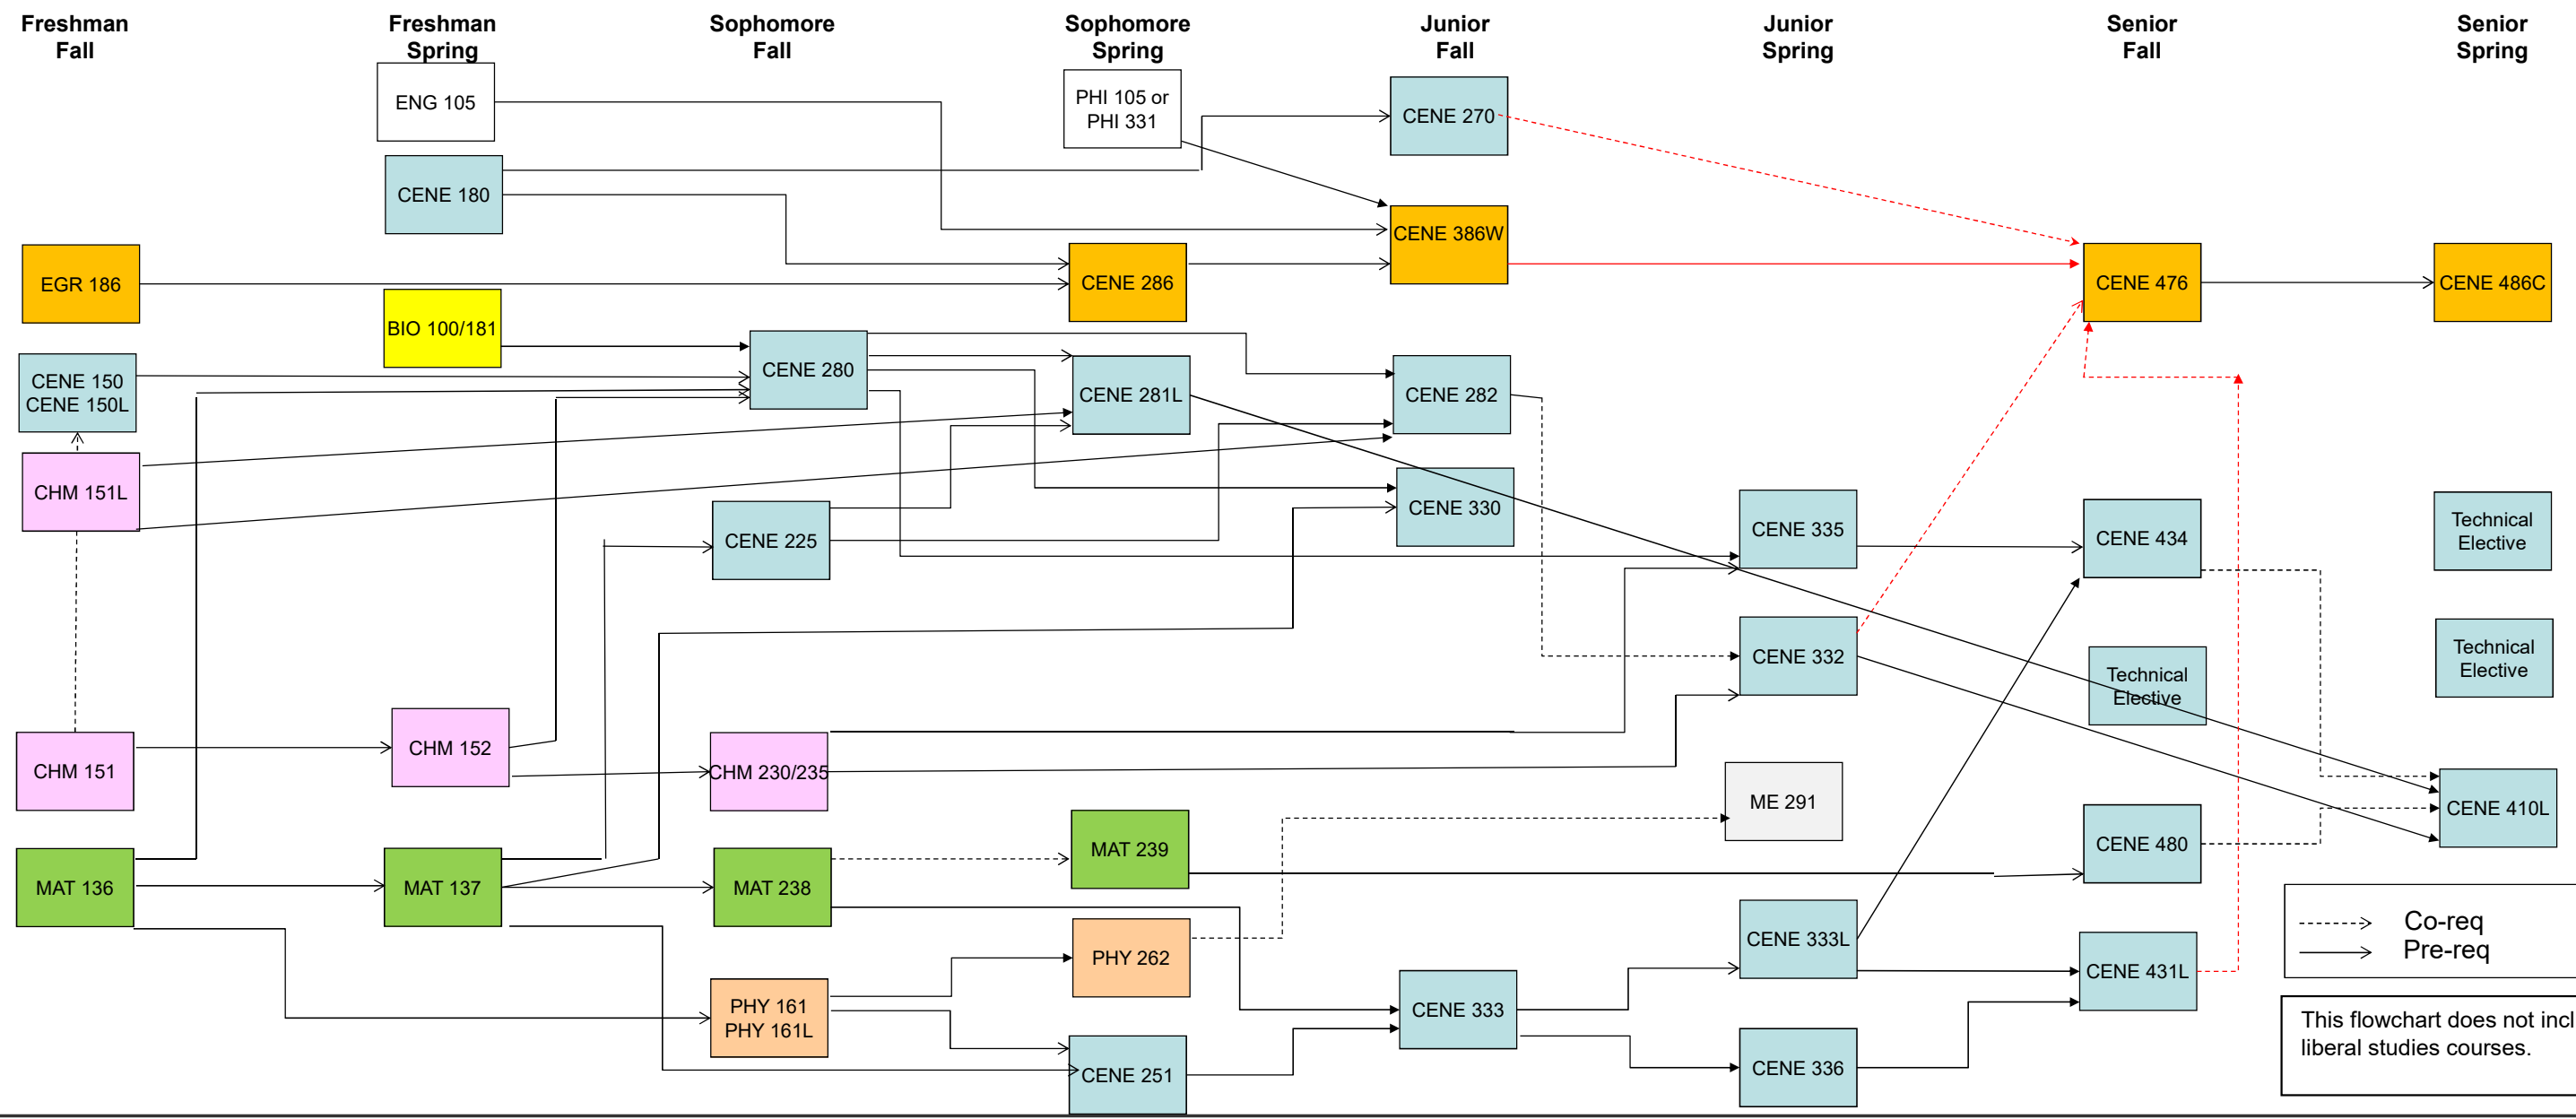 Freshman
Fall
Freshman
Spring
Sophomore
Fall
Sophomore
Spring
Junior
Fall
Junior
Spring
Senior
Fall
Senior
Spring
EGR 186
CENE 150
CENE 150L
CHM 151L
CHM 151
MAT 136
ENG 105
CENE 180
BIO 100/181
CHM 152
MAT 137
CENE 280
CENE 225
CHM 230/235
MAT 238
PHY 161
PHY 161L
PHI 105 or
PHI 331
CENE 286
CENE 281L
MAT 239
PHY 262
CENE 251
CENE 270
CENE 386W
CENE 282
CENE 330
CENE 333
CENE 335
CENE 332
ME 291
CENE 333L
CENE 336
CENE 476
CENE 434
Technical
Elective
CENE 480
CENE 431L
CENE 486C
Technical
Elective
Technical
Elective
CENE 410L
Co-req
Pre-req
This flowchart does not incl
liberal studies courses.